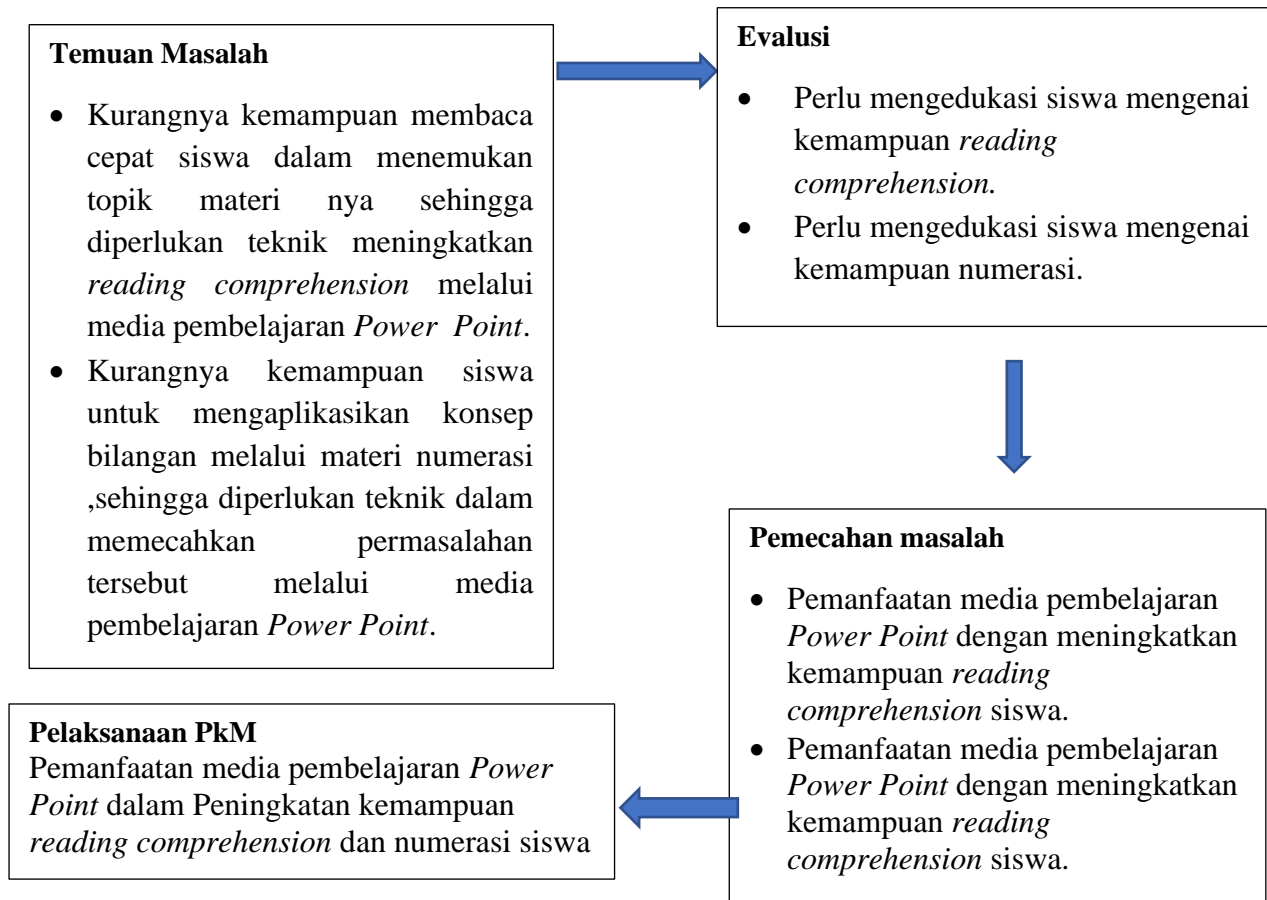 Temuan Masalah
• Kurangnya kemampuan membaca
cepat siswa dalam menemukan
topik materi nya sehingga
diperlukan teknik meningkatkan
reading comprehension melalui
media pembelajaran Power Point.
• Kurangnya kemampuan siswa
untuk mengaplikasikan konsep
bilangan melalui materi numerasi
,sehingga diperlukan teknik dalam
memecahkan permasalahan
tersebut melalui media
pembelajaran Power Point.
Evalusi
• Perlu mengedukasi siswa mengenai
kemampuan reading
comprehension.
• Perlu mengedukasi siswa mengenai
kemampuan numerasi.
Pemecahan masalah
• Pemanfaatan media pembelajaran
Power Point dengan meningkatkan
kemampuan reading
comprehension siswa.
• Pemanfaatan media pembelajaran
Power Point dengan meningkatkan
kemampuan reading
comprehension siswa.
Pelaksanaan PkM
Pemanfaatan media pembelajaran Power
Point dalam Peningkatan kemampuan
reading comprehension dan numerasi siswa